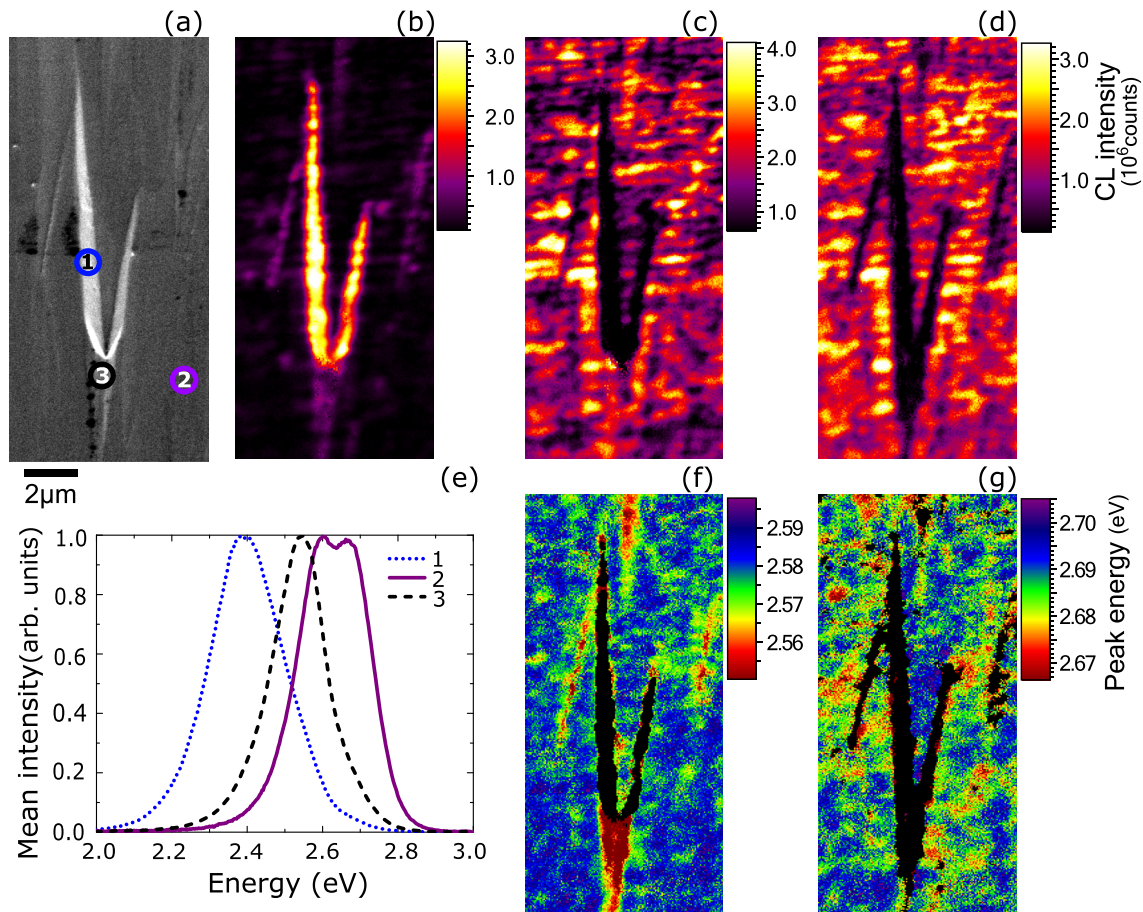 (a)
(b)
(c)
(d)
3.0
2.0
1.0
4.0
3.0
2.0
1.0
3.0
2.0
1.0
CL intensity
(10⁶counts)
1
2
3
2µm
(e)
(f)
(g)
Mean intensity(arb. units)
1.0
0.8
0.6
0.4
0.2
0.0
2.0 2.2 2.4 2.6 2.8 3.0
Energy (eV)
1
2
3
2.59
2.58
2.57
2.56
2.70
2.69
2.68
2.67
Peak energy (eV)